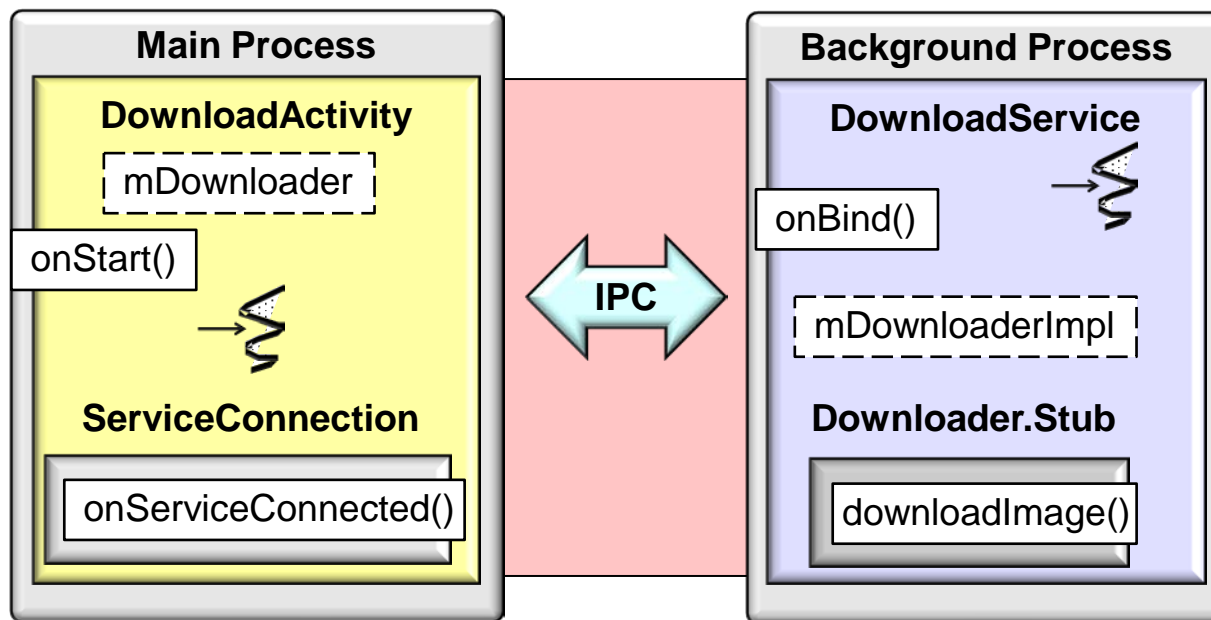 Main Process
DownloadActivity
mDownloader
onStart()
ServiceConnection
onServiceConnected()
IPC
Background Process
DownloadService
onBind()
mDownloaderImpl
Downloader.Stub
downloadImage()